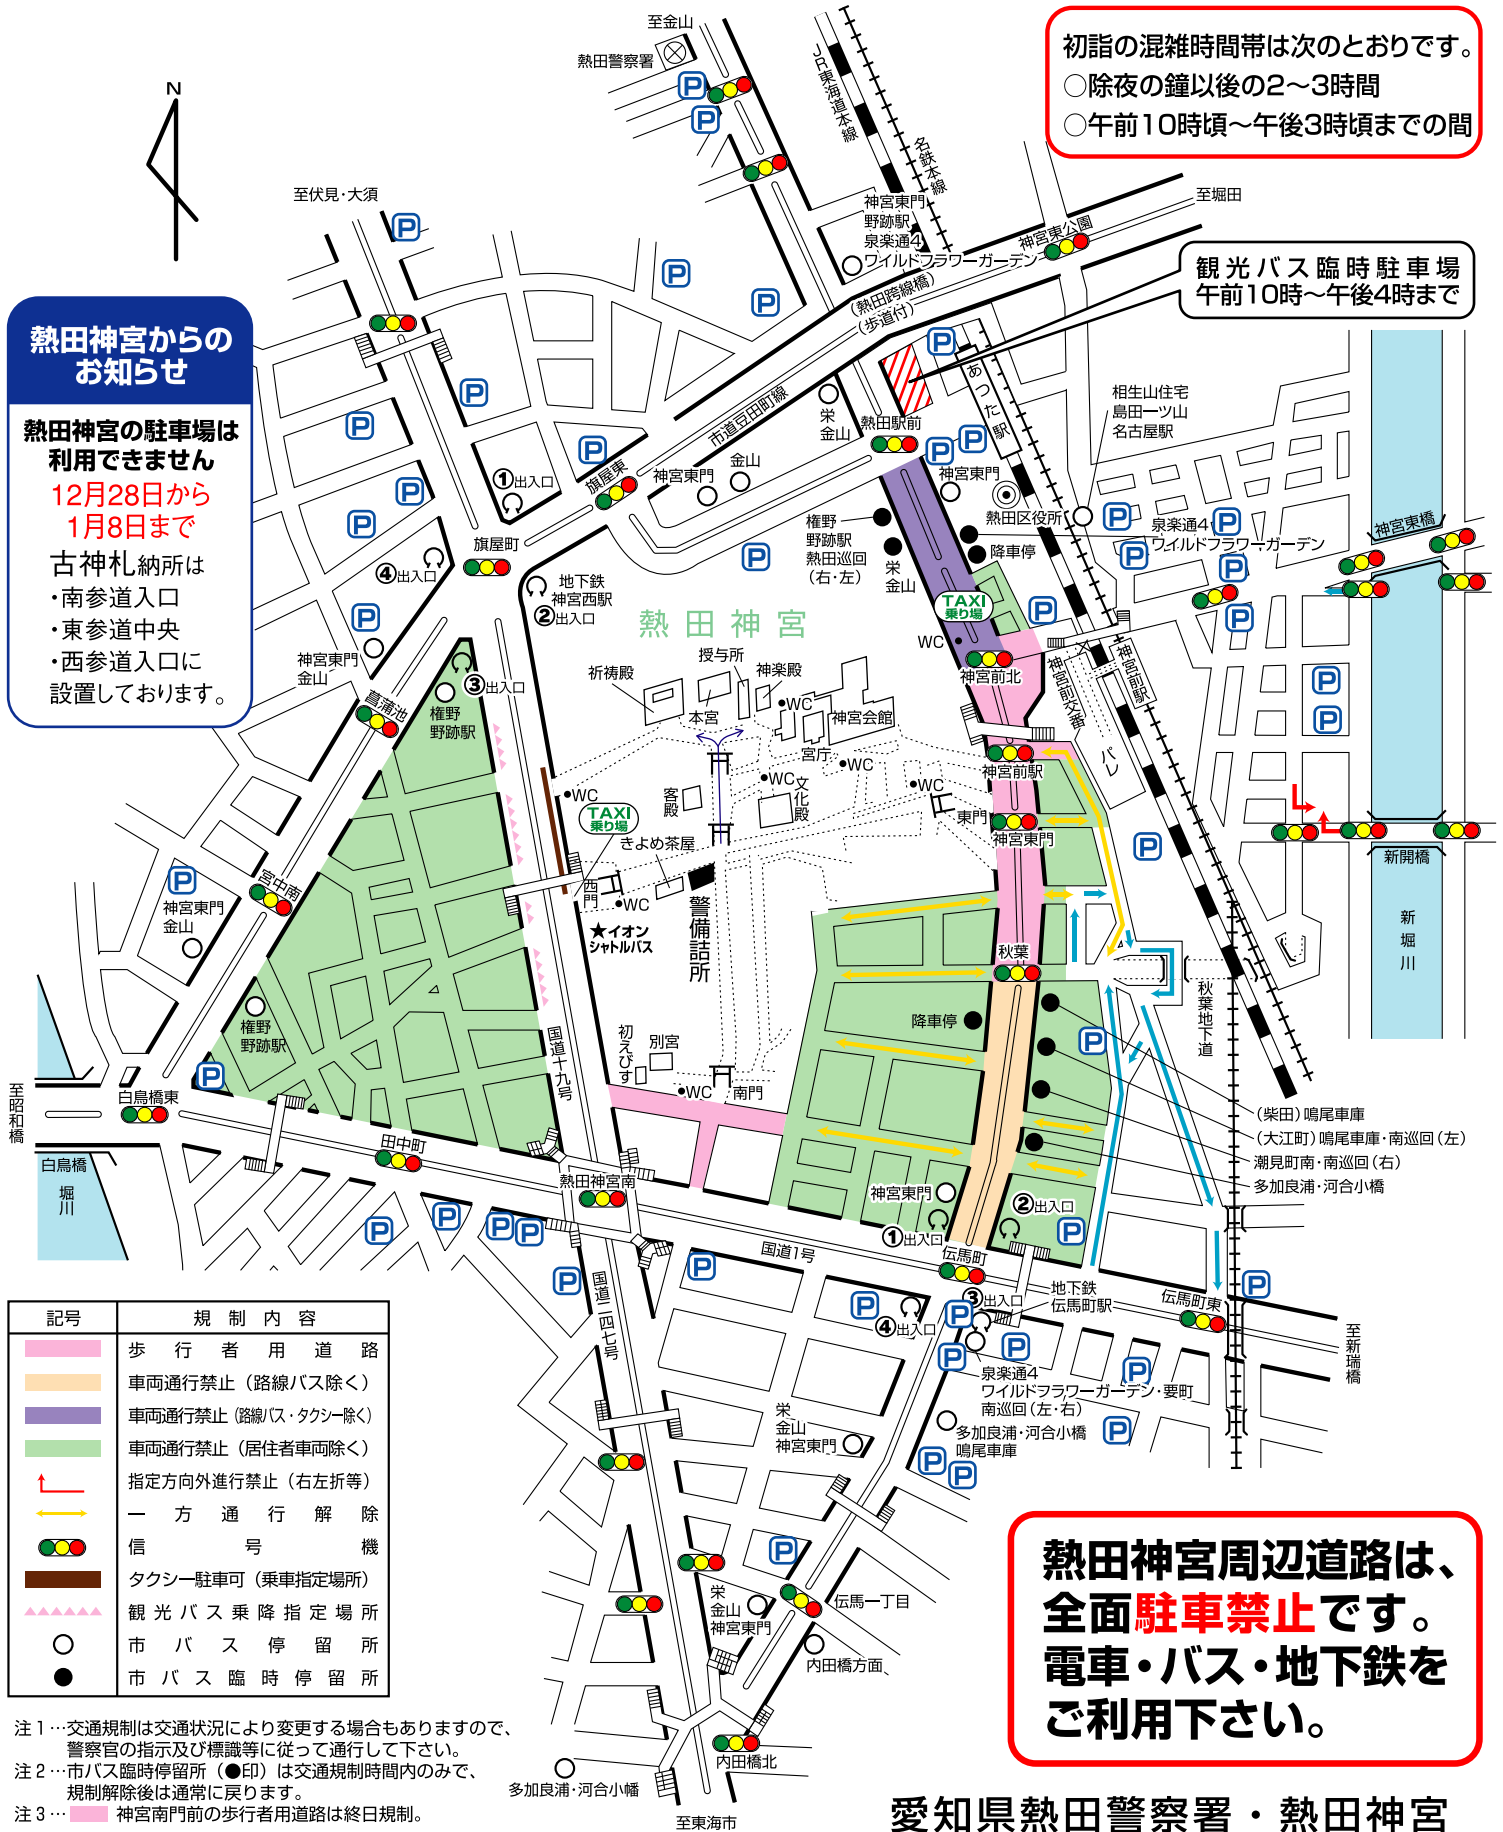 初詣の混雑時間帯は次のとおりです。
○除夜の鐘以後の2～3時間
○午前10時頃～午後3時頃までの間
至金山
熱田警察署
JR東海道本線
名鉄本線
N
至伏見・大須
神宮東門
野跡駅
泉楽通4
ワイルドフラワーガーデン
神宮東公園
至堀田
観光バス臨時駐車場
午前10時～午後4時まで
(熱田跨線橋)
(歩道付)
熱田神宮からの
お知らせ
熱田神宮の駐車場は
利用できません
12月28日から
1月8日まで
古神札納所は
・南参道入口
・東参道中央
・西参道入口に
設置しております。
あつた駅
相生山住宅
島田一ツ山
名古屋駅
栄
金山
熱田駅前
市道豆田町線
①出入口
旗屋東
神宮東門
金山
神宮東門
熱田区役所
泉楽通4
ワイルドフラワーガーデン
神宮東橋
権野
野跡駅
熱田巡回
(右・左)
栄
金山
降車停
旗屋町
④出入口
地下鉄
神宮西駅
②出入口
TAXI
乗り場
熱田神宮
WC
神宮前北
神宮前交番
神宮前駅
神宮東門
金山
菖蒲池
③出入口
権野
野跡駅
祈祷殿
授与所
神楽殿
本宮
WC
神宮会館
宮庁
WC
パレ
神宮前駅
WC
WC
文化殿
WC
客殿
東門
神宮東門
TAXI
乗り場
きよめ茶屋
西門
WC
警備詰所
★イオン
シャトルバス
新開橋
新堀川
宮中南
神宮東門
金山
秋葉
秋葉地下道
権野
野跡駅
降車停
国道十九号
初えびす
別宮
WC
南門
至昭和橋
白鳥橋東
白鳥橋
堀川
田中町
熱田神宮南
(柴田)鳴尾車庫
(大江町)鳴尾車庫・南巡回(左)
潮見町南・南巡回(右)
多加良浦・河合小橋
神宮東門
②出入口
①出入口
国道1号
伝馬町
国道二四七号
地下鉄
伝馬町駅
③出入口
④出入口
伝馬町東
至新瑞橋
泉楽通4
ワイルドフラワーガーデン・要町
南巡回(左・右)
栄
金山
神宮東門
多加良浦・河合小橋
鳴尾車庫
記号 規制内容
歩行者用道路
車両通行禁止(路線バス除く)
車両通行禁止(路線バス・タクシー除く)
車両通行禁止(居住者車両除く)
指定方向外進行禁止(右左折等)
一方通行解除
信号機
タクシー駐車可(乗車指定場所)
観光バス乗降指定場所
市バス停留所
市バス臨時停留所
栄
金山
神宮東門
伝馬一丁目
内田橋方面
内田橋北
多加良浦・河合小幡
至東海市
熱田神宮周辺道路は、
全面駐車禁止です。
電車・バス・地下鉄を
ご利用下さい。
注1…交通規制は交通状況により変更する場合もありますので、
警察官の指示及び標識等に従って通行して下さい。
注2…市バス臨時停留所(●印)は交通規制時間内のみで、
規制解除後は通常に戻ります。
注3… 神宮南門前の歩行者用道路は終日規制。
愛知県熱田警察署・熱田神宮